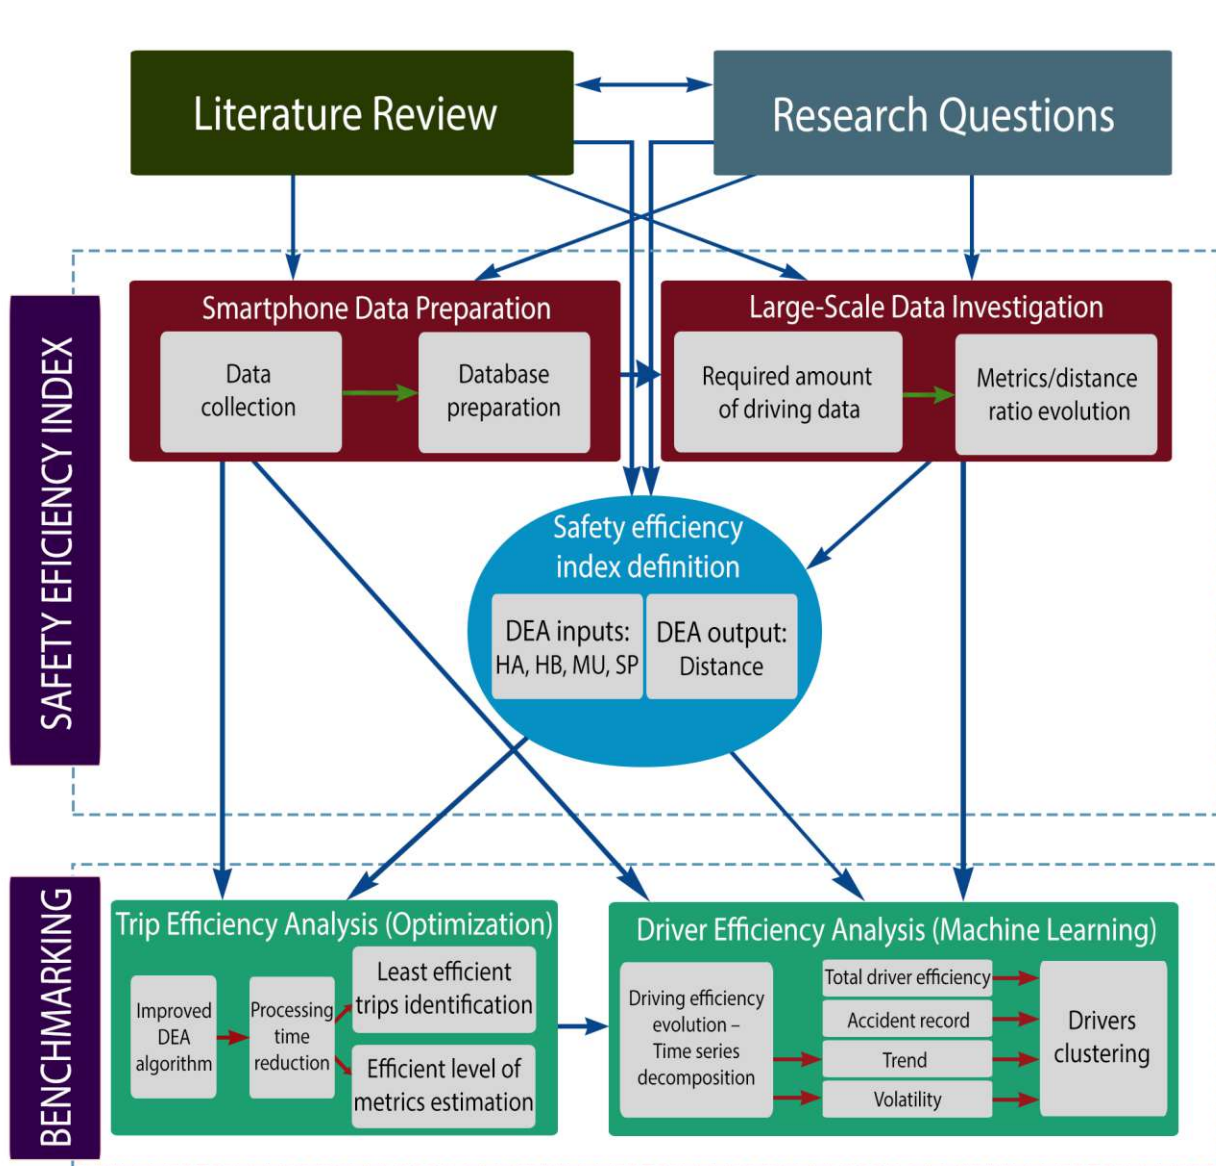 Literature Review
Research Questions
SAFETY EFICIENCY INDEX
Smartphone Data Preparation
Data
collection
Database
preparation
Large-Scale Data Investigation
Required amount
of driving data
Metrics/distance
ratio evolution
Safety efficiency
index definition
DEA inputs:
HA, HB, MU, SP
DEA output:
Distance
BENCHMARKING
Trip Efficiency Analysis (Optimization)
Improved
DEA
algorithm
Processing
time
reduction
Least efficient
trips identification
Efficient level of
metrics estimation
Driver Efficiency Analysis (Machine Learning)
Driving efficiency
evolution –
Time series
decomposition
Total driver efficiency
Accident record
Trend
Volatility
Drivers
clustering